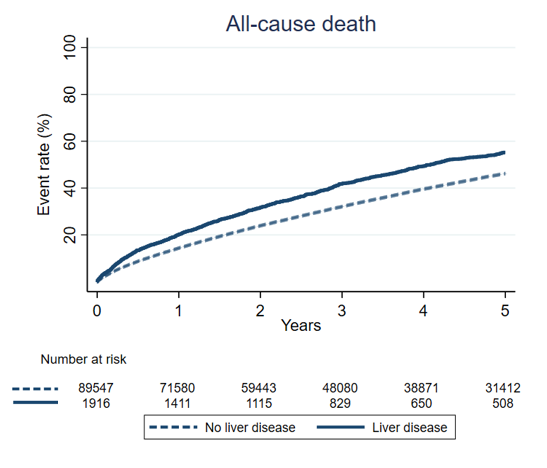 All-cause death
Event rate (%)
100
80
60
40
20
0 1 2 3 4 5
Years
Number at risk
89547 71580 59443 48080 38871 31412
1916 1411 1115 829 650 508
No liver disease Liver disease